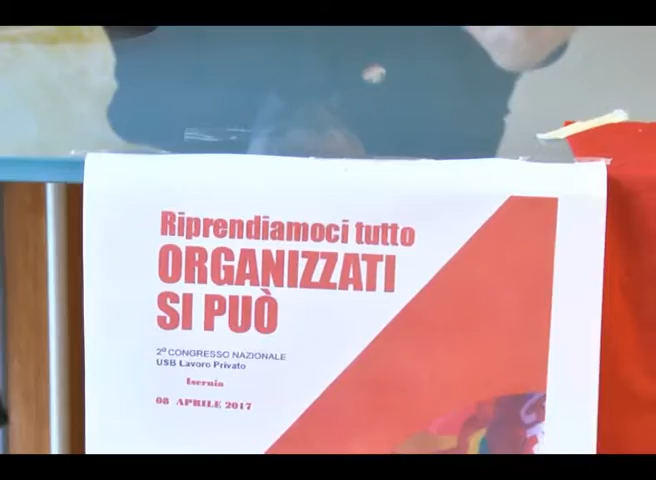 Riprendiamoci tutto
ORGANIZZATI
SI PUÒ
2° CONGRESSO NAZIONALE
USB Lavoro Privato
Isernia
08 APRILE 2017